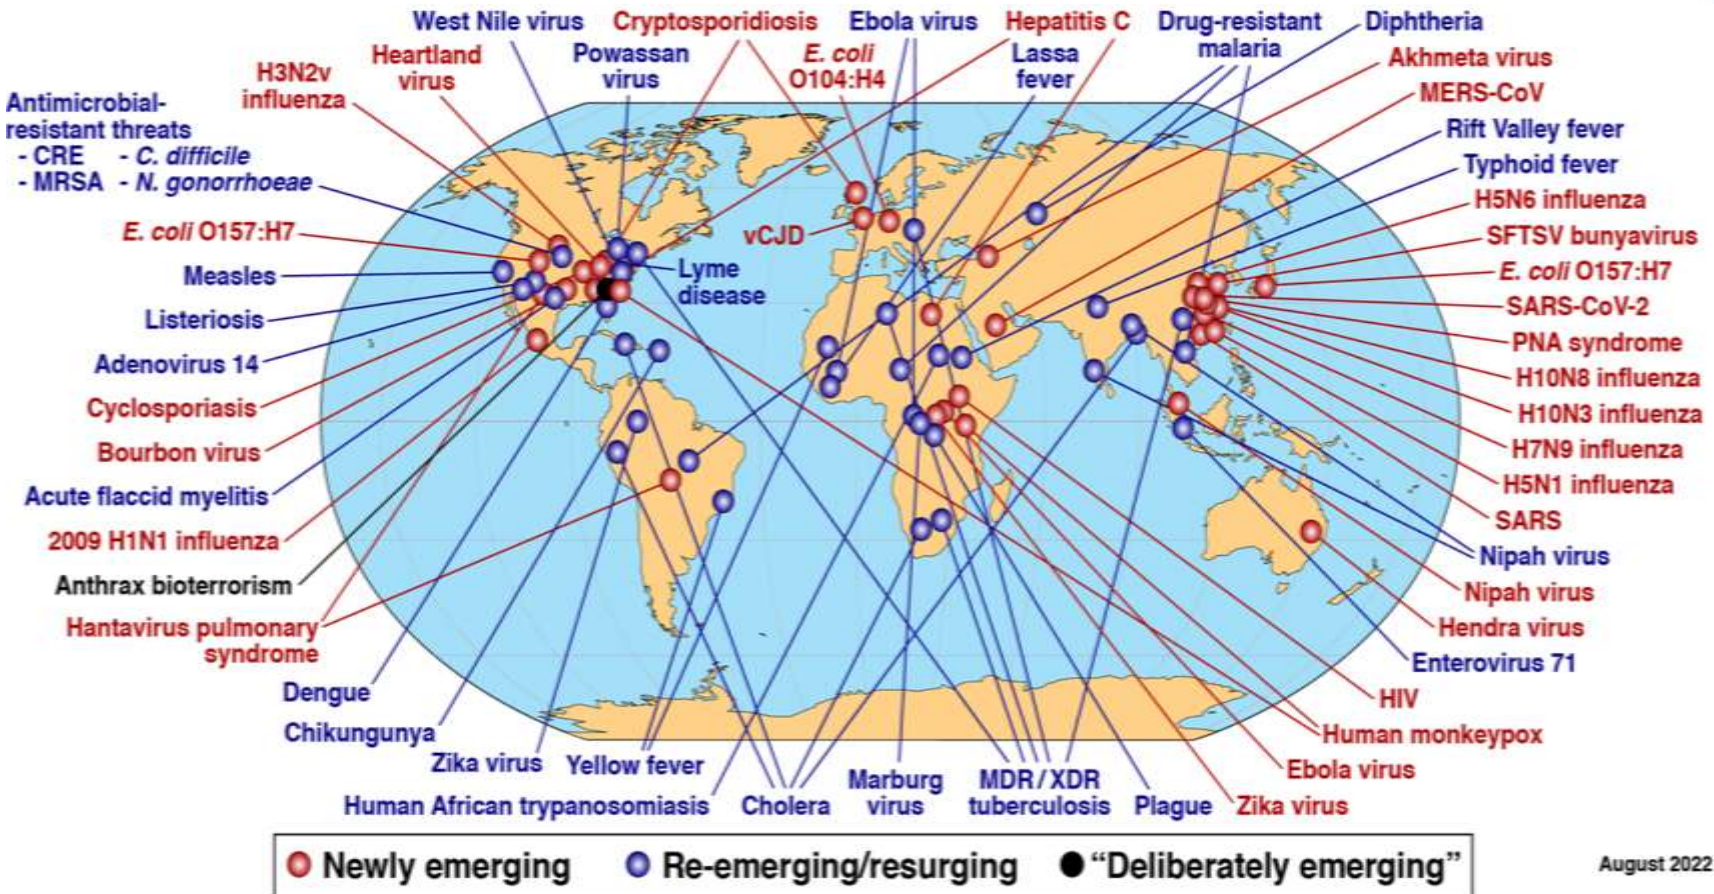 West Nile virus
Cryptosporidiosis
Ebola virus
Hepatitis C
Drug-resistant
malaria
Diphtheria
H3N2v
influenza
Heartland
virus
Powassan
virus
E. coli
O104:H4
Lassa
fever
Akhmeta virus
MERS-CoV
Rift Valley fever
Typhoid fever
H5N6 influenza
SFTSV bunyavirus
E. coli O157:H7
SARS-CoV-2
PNA syndrome
H10N8 influenza
H10N3 influenza
H7N9 influenza
H5N1 influenza
SARS
Nipah virus
Nipah virus
Hendra virus
Enterovirus 71
HIV
Human monkeypox
Ebola virus
Zika virus
Antimicrobial-
resistant threats
- CRE - C. difficile
- MRSA - N. gonorrhoeae
E. coli O157:H7
Measles
Listeriosis
Adenovirus 14
Cyclosporiasis
Bourbon virus
Acute flaccid myelitis
2009 H1N1 influenza
Anthrax bioterrorism
Hantavirus pulmonary
syndrome
Dengue
Chikungunya
Zika virus
Yellow fever
Human African trypanosomiasis
Cholera
Marburg
virus
MDR/XDR
tuberculosis
Plague
vCJD
Lyme
disease
Newly emerging
Re-emerging/resurging
“Deliberately emerging”
August 2022